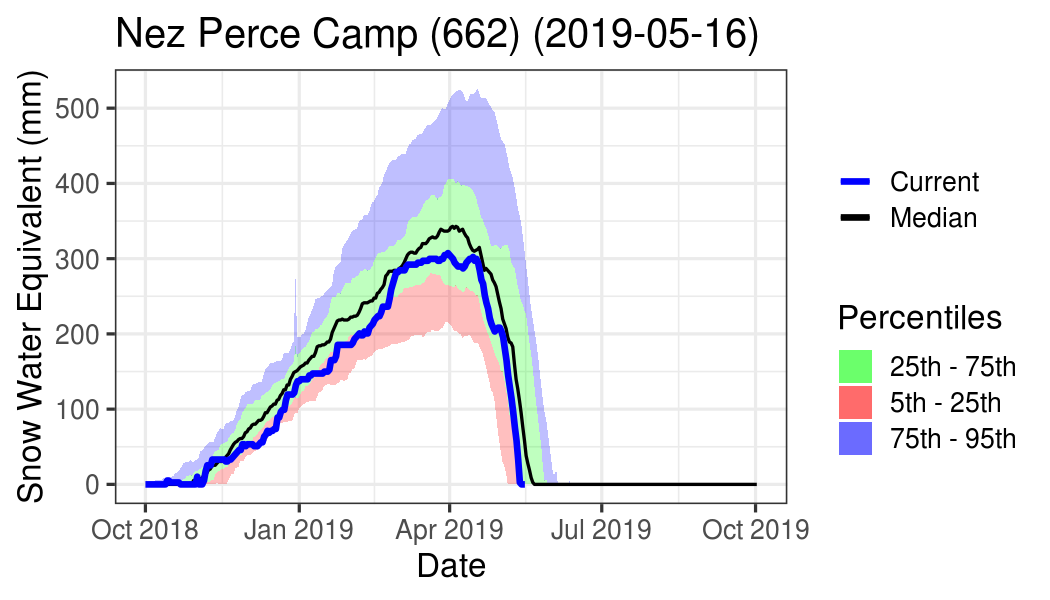 Nez Perce Camp (662) (2019-05-16)
Snow Water Equivalent (mm)
500
400
300
200
100
0
Oct 2018
Jan 2019
Apr 2019
Jul 2019
Oct 2019
Date
Current
Median
Percentiles
25th - 75th
5th - 25th
75th - 95th